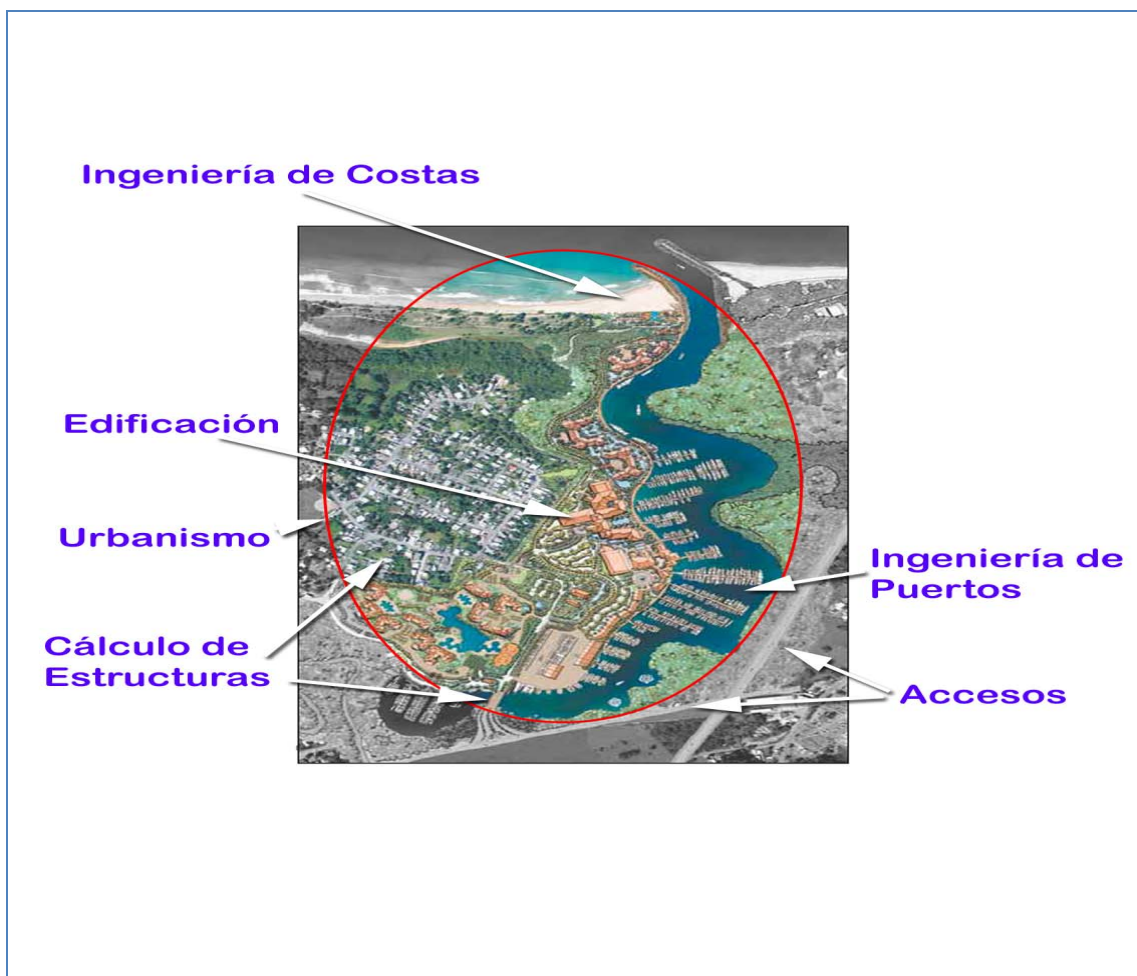 Ingeniería de Costas
Edificación
Urbanismo
Ingeniería de
Puertos
Cálculo de
Estructuras
Accesos